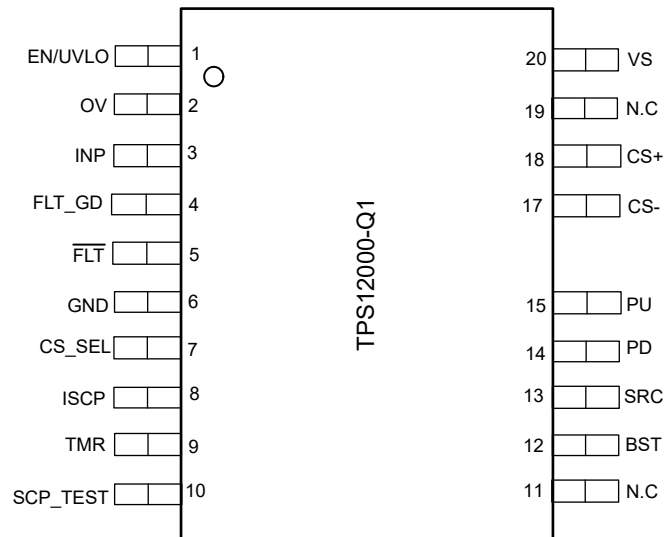 EN/UVLO 1
OV 2
INP 3
FLT_GD 4
FLT 5
GND 6
CS_SEL 7
ISCP 8
TMR 9
SCP_TEST 10
TPS12000-Q1
20 VS
19 N.C
18 CS+
17 CS-
15 PU
14 PD
13 SRC
12 BST
11 N.C